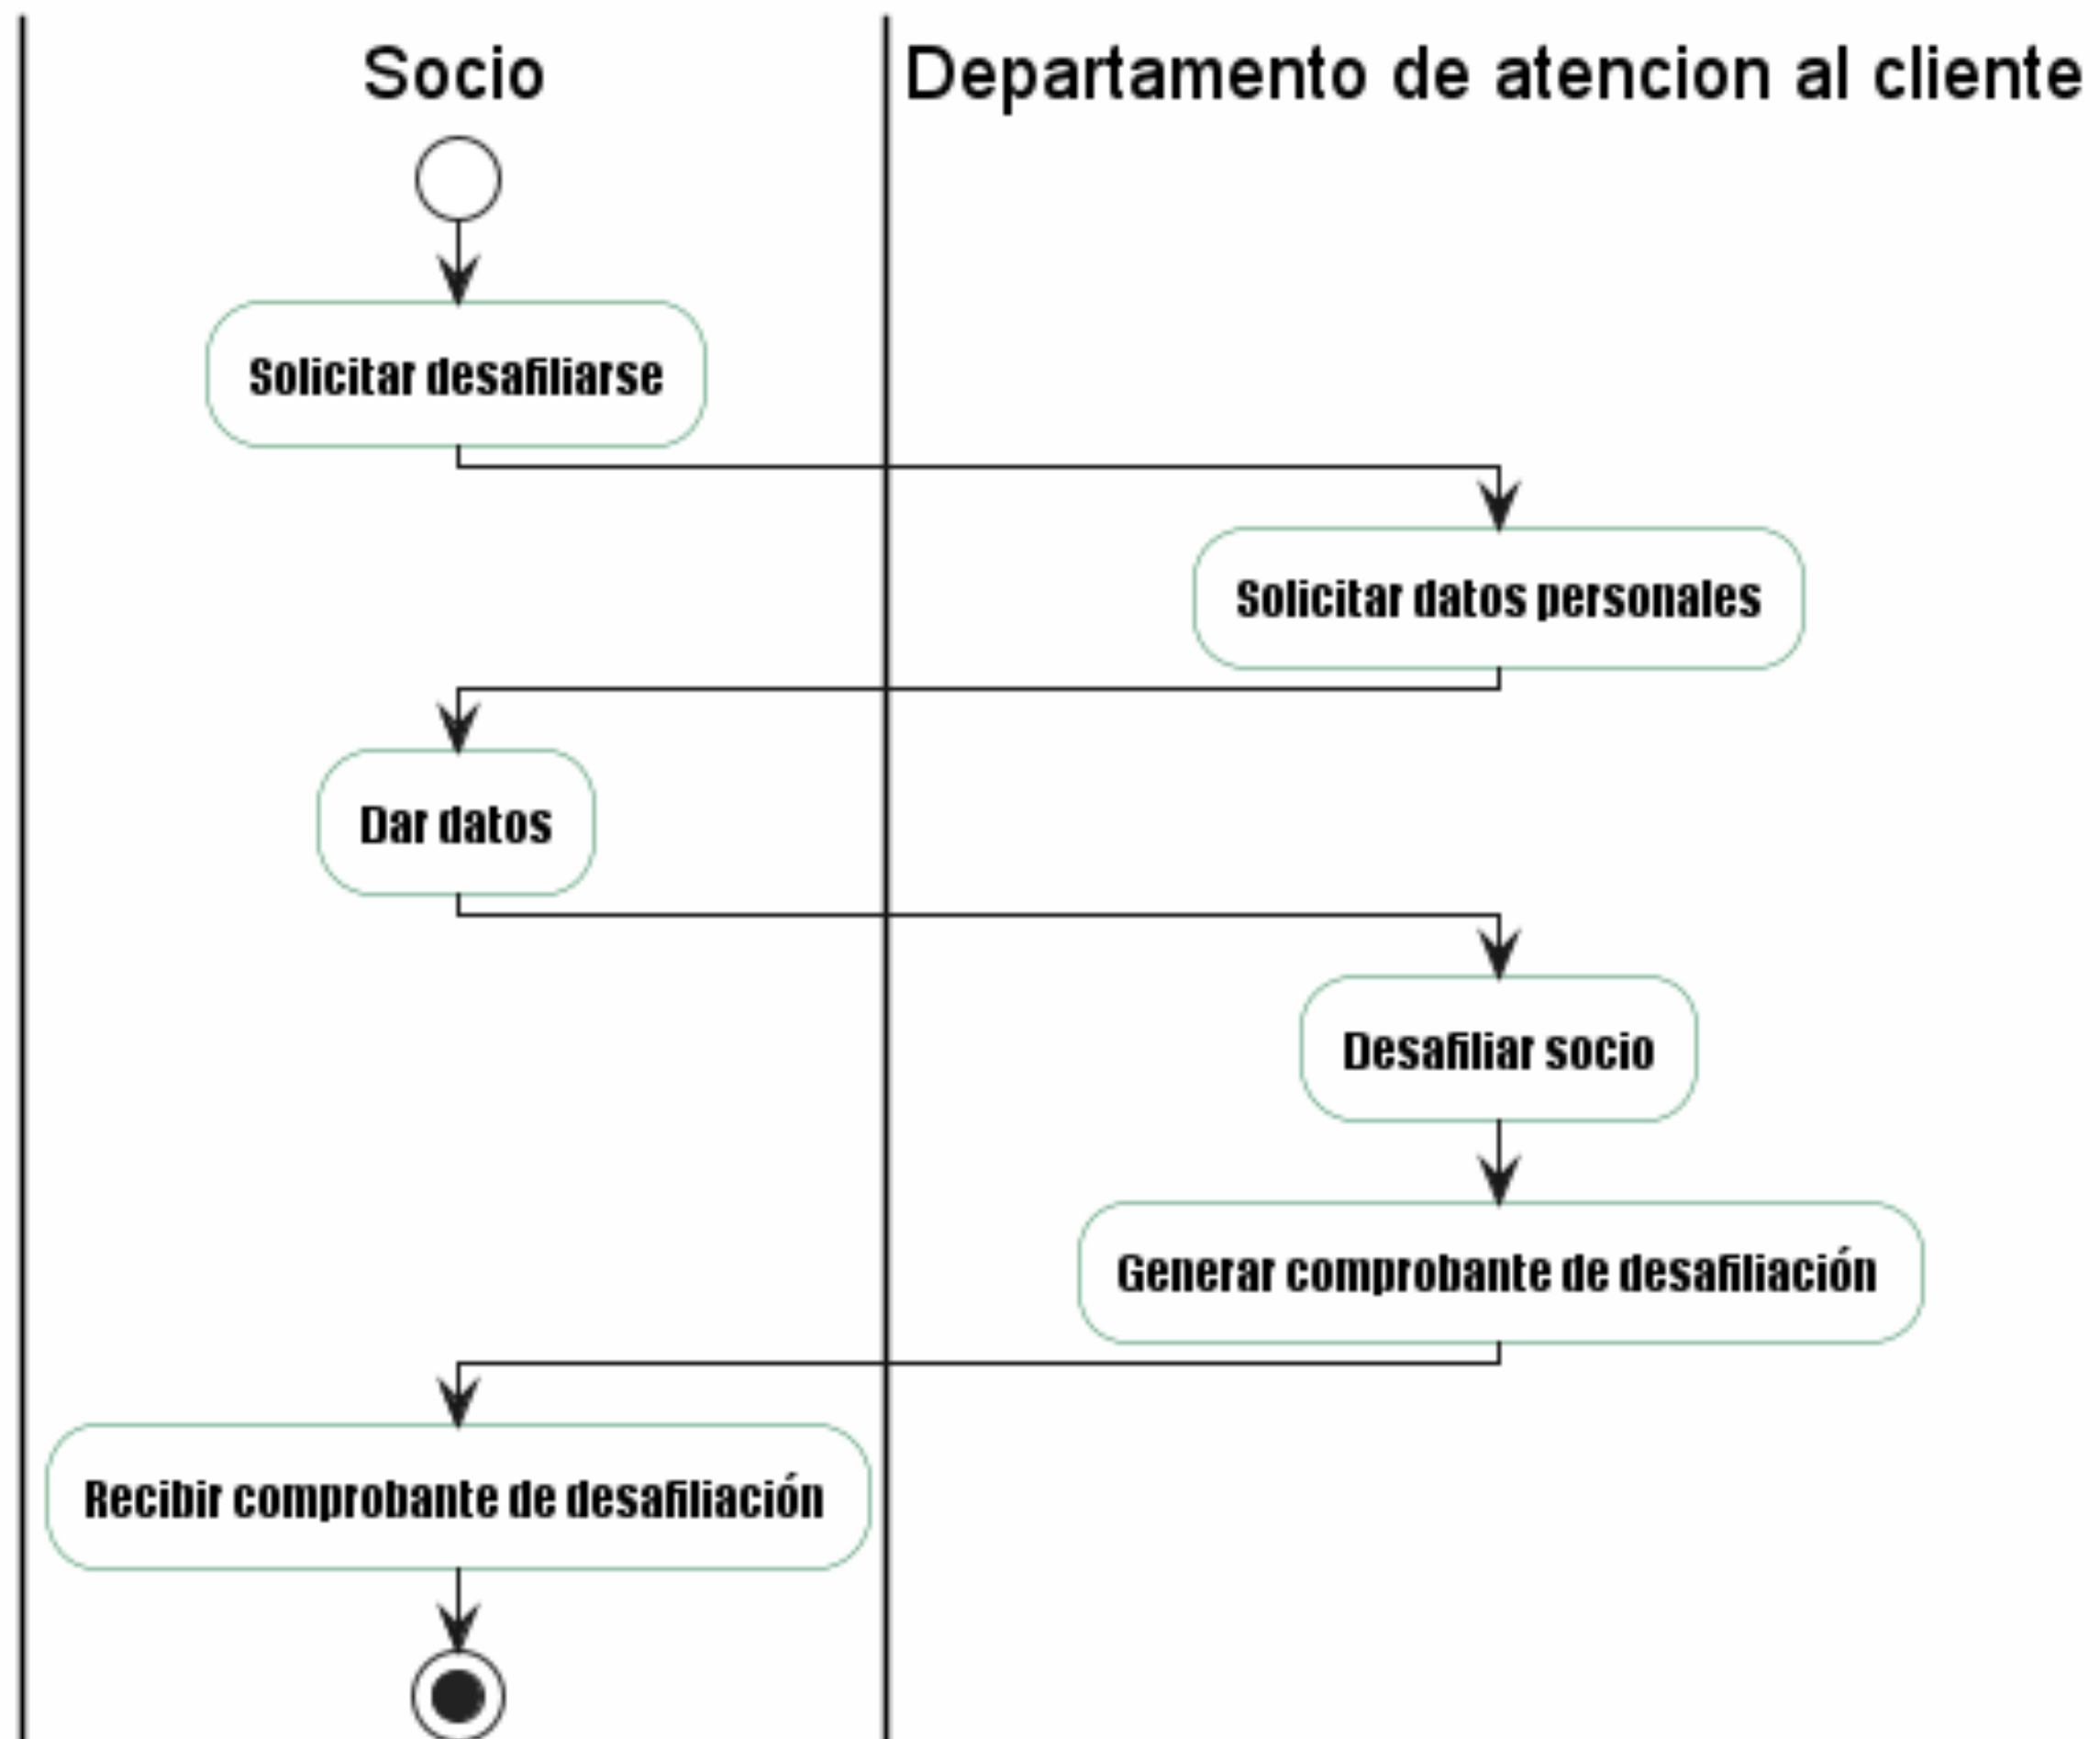 Socio
Departamento de atencion al cliente
Solicitar desafiliarse
Solicitar datos personales
Dar datos
Desafiliar socio
Generar comprobante de desafiliación
Recibir comprobante de desafiliación